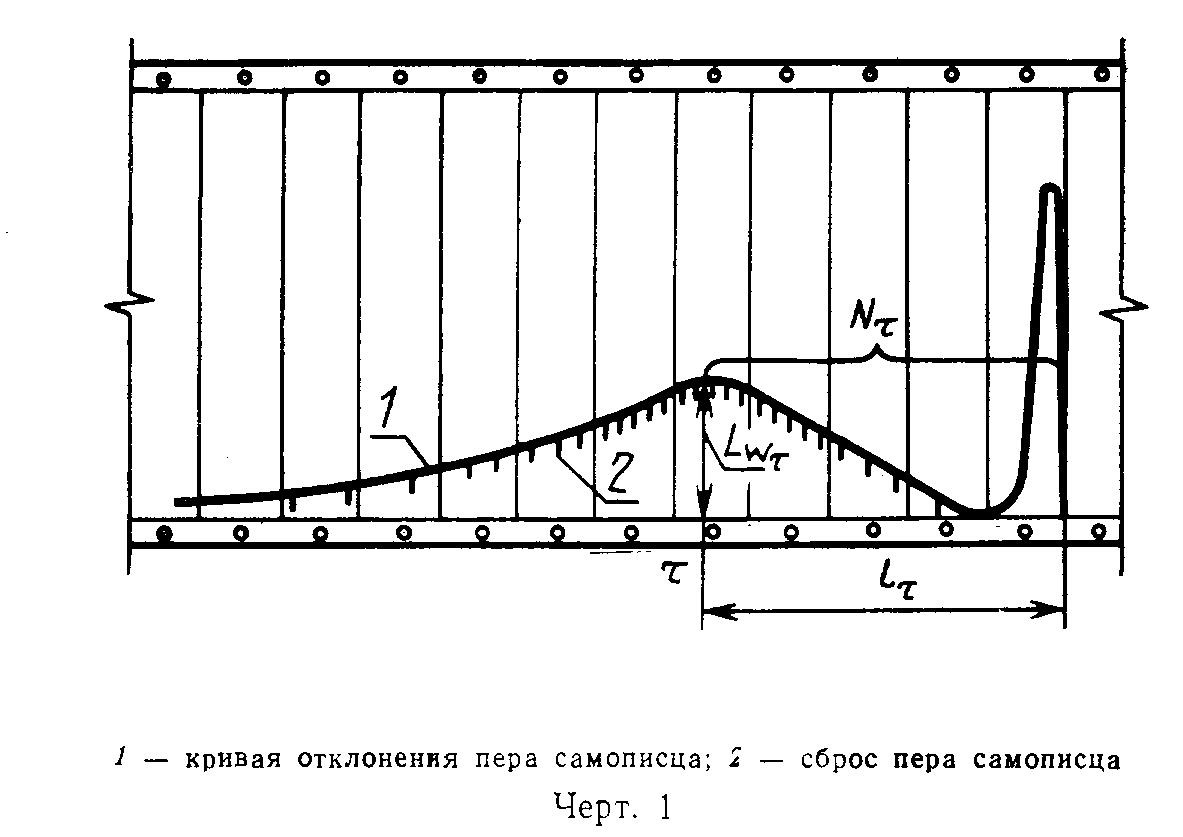 Nτ
1
Lwτ
2
τ
Lτ
1 — кривая отклонения пера самописца; 2 — сброс пера самописца
Черт. 1